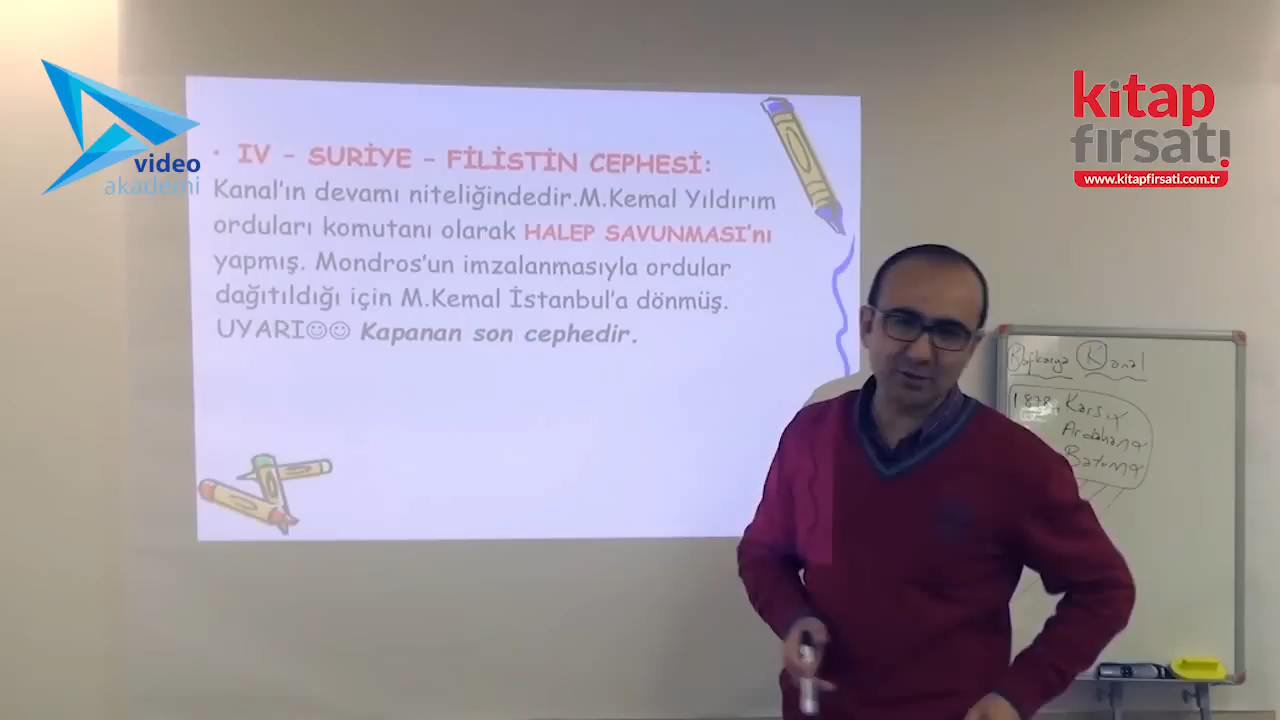 video
akademi
kitap
fırsatı
www.kitapfirsati.com.tr
• IV - SURİYE - FİLİSTİN CEPHESİ:
Kanal'ın devamı niteliğindedir.M.Kemal Yıldırım
orduları komutanı olarak HALEP SAVUNMASI'nı
yapmış. Mondros'un imzalanmasıyla ordular
dağıtıldığı için M.Kemal İstanbul'a dönmüş.
UYARI☺☺ Kapanan son cephedir.
Kafkasya Kanal
1878 Kars
Ardahan
Batum